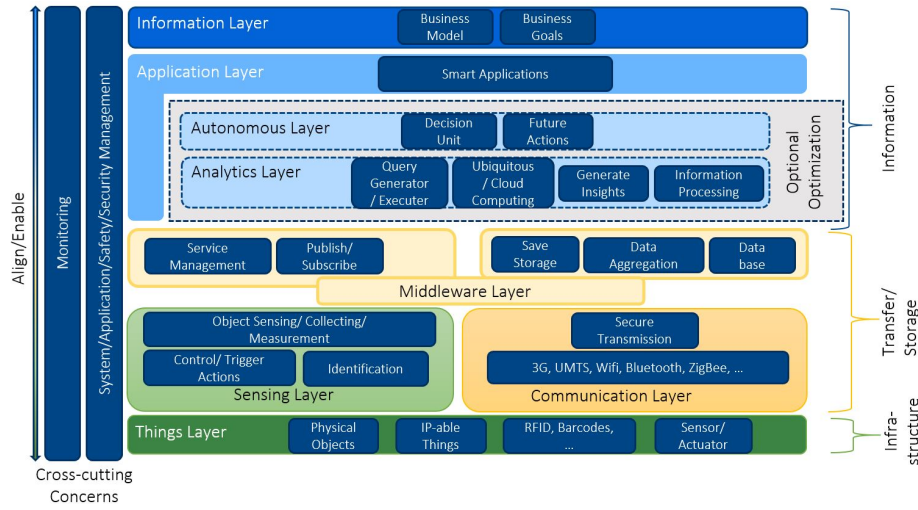 Information Layer
Business
Model
Business
Goals
Application Layer
Smart Applications
Autonomous Layer
Decision
Unit
Future
Actions
Analytics Layer
Query
Generator
/ Executer
Ubiquitous
/ Cloud
Computing
Generate
Insights
Information
Processing
Optional
Optimization
Service
Management
Publish/
Subscribe
Save
Storage
Data
Aggregation
Data
base
Middleware Layer
Object Sensing/ Collecting/
Measurement
Control/ Trigger
Actions
Identification
Sensing Layer
Secure
Transmission
3G, UMTS, Wifi, Bluetooth, ZigBee, ...
Communication Layer
Things Layer
Physical
Objects
IP-able
Things
RFID, Barcodes,
...
Sensor/
Actuator
Align/Enable
Monitoring
System/Application/Safety/Security Management
Cross-cutting
Concerns
Information
Transfer/
Storage
Infra-
structure